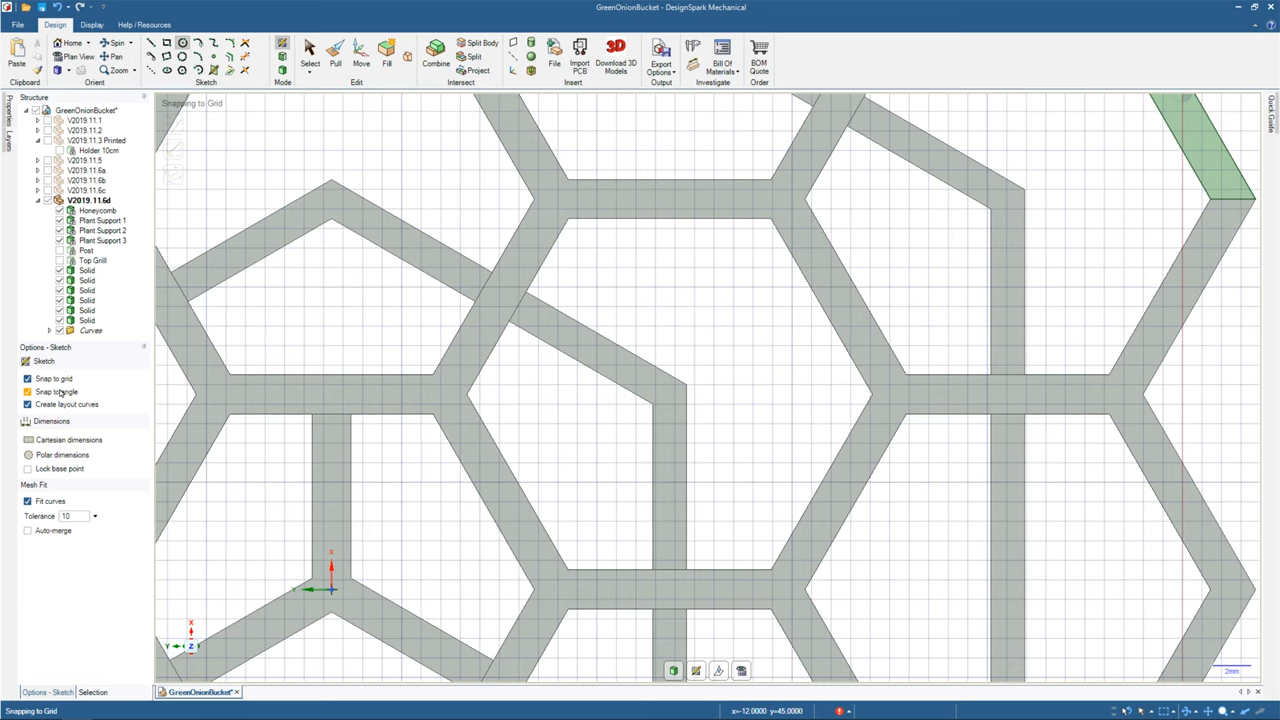 GreenOnionBucket - DesignSpark Mechanical
File Design Display Help / Resources
Home Spin
Plan View Pan
Zoom
Paste
Select Pull Move Fill
Combine
Split Body
Split
Project
File Import PCB Download 3D Models
3D
Export Options
Bill Of Materials
BOM Quote
Clipboard Orient Sketch Mode Edit Intersect Insert Output Investigate Order
Properties
Layers
Quick Guide
Structure
GreenOnionBucket*
V2019.11.1
V2019.11.2
V2019.11.3 Printed
Holder 10cm
V2019.11.5
V2019.11.6a
V2019.11.6b
V2019.11.6c
V2019.11.6d
Honeycomb
Plant Support 1
Plant Support 2
Plant Support 3
Post
Top Grill
Solid
Solid
Solid
Solid
Solid
Solid
Curves
Options - Sketch
Sketch
Snap to grid
Snap to angle
Create layout curves
Dimensions
Cartesian dimensions
Polar dimensions
Lock base point
Mesh Fit
Fit curves
Tolerance 10
Auto-merge
Snapping to Grid
X
Y
X
Y
Z
2mm
Options - Sketch Selection
GreenOnionBucket*
Snapping to Grid
x=-12.0000 y=45.0000